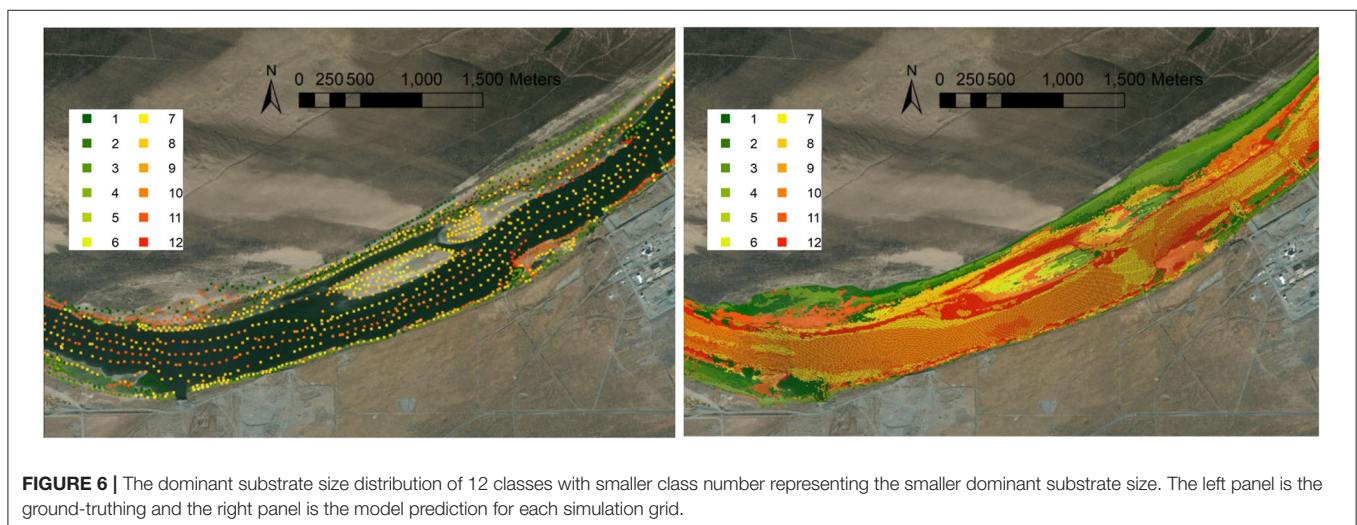 N
0 250 500 1,000 1,500 Meters
1 7
2 8
3 9
4 10
5 11
6 12
N
0 250 500 1,000 1,500 Meters
1 7
2 8
3 9
4 10
5 11
6 12
FIGURE 6 | The dominant substrate size distribution of 12 classes with smaller class number representing the smaller dominant substrate size. The left panel is the
ground-truthing and the right panel is the model prediction for each simulation grid.